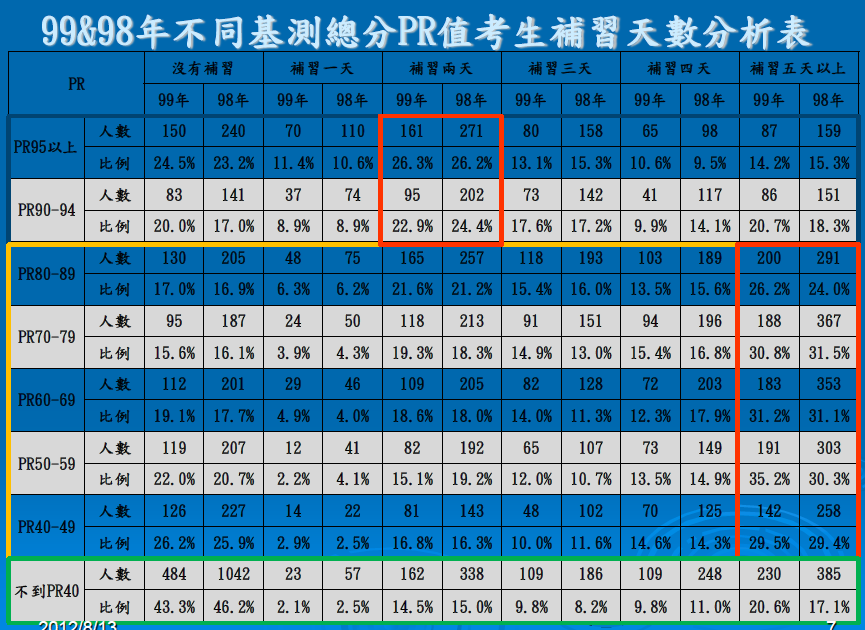 99&98年不同基測總分PR值考生補習天數分析表
PR 沒有補習 補習一天 補習兩天 補習三天 補習四天 補習五天以上
99年 98年 99年 98年 99年 98年 99年 98年 99年 98年 99年 98年
PR95以上 人數 150 240 70 110 161 271 80 158 65 98 87 159
比例 24.5% 23.2% 11.4% 10.6% 26.3% 26.2% 13.1% 15.3% 10.6% 9.5% 14.2% 15.3%
PR90-94 人數 83 141 37 74 95 202 73 142 41 117 86 151
比例 20.0% 17.0% 8.9% 8.9% 22.9% 24.4% 17.6% 17.2% 9.9% 14.1% 20.7% 18.3%
PR80-89 人數 130 205 48 75 165 257 118 193 103 189 200 291
比例 17.0% 16.9% 6.3% 6.2% 21.6% 21.2% 15.4% 16.0% 13.5% 15.6% 26.2% 24.0%
PR70-79 人數 95 187 24 50 118 213 91 151 94 196 188 367
比例 15.6% 16.1% 3.9% 4.3% 19.3% 18.3% 14.9% 13.0% 15.4% 16.8% 30.8% 31.5%
PR60-69 人數 112 201 29 46 109 205 82 128 72 203 183 353
比例 19.1% 17.7% 4.9% 4.0% 18.6% 18.0% 14.0% 11.3% 12.3% 17.9% 31.2% 31.1%
PR50-59 人數 119 207 12 41 82 192 65 107 73 149 191 303
比例 22.0% 20.7% 2.2% 4.1% 15.1% 19.2% 12.0% 10.7% 13.5% 14.9% 35.2% 30.3%
PR40-49 人數 126 227 14 22 81 143 48 102 70 125 142 258
比例 26.2% 25.9% 2.9% 2.5% 16.8% 16.3% 10.0% 11.6% 14.6% 14.3% 29.5% 29.4%
不到PR40 人數 484 1042 23 57 162 338 109 186 109 248 230 385
比例 43.3% 46.2% 2.1% 2.5% 14.5% 15.0% 9.8% 8.2% 9.8% 11.0% 20.6% 17.1%
2012/8/13 7